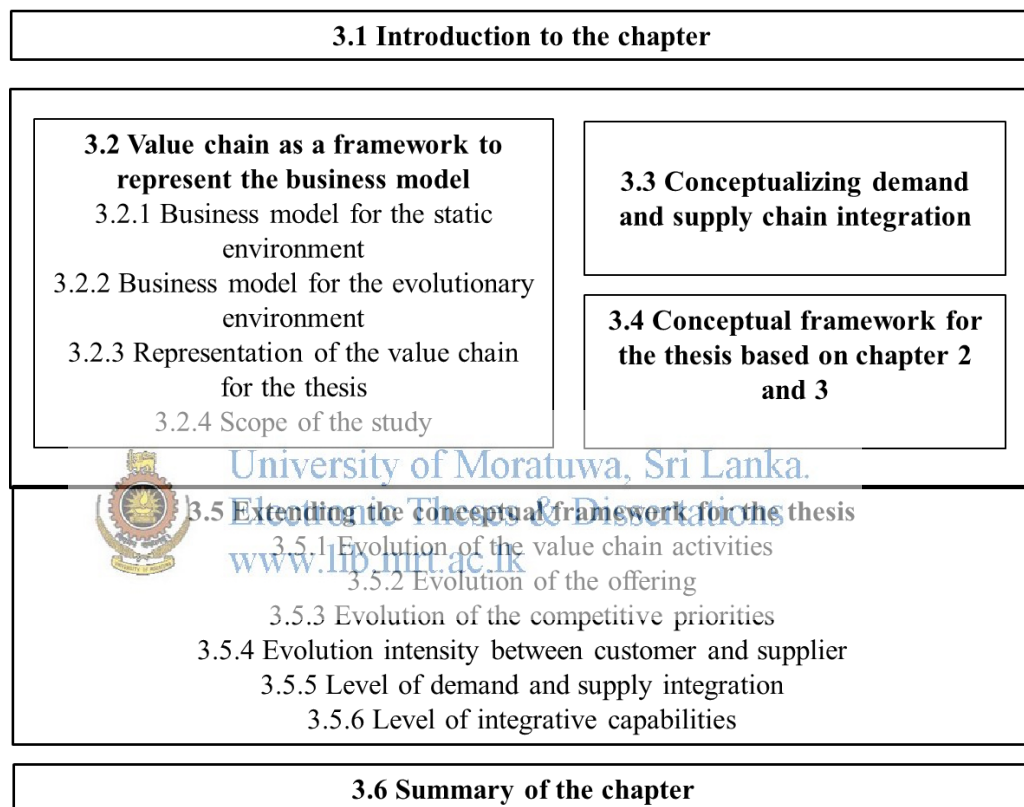 3.1 Introduction to the chapter
3.2 Value chain as a framework to
represent the business model
3.2.1 Business model for the static
environment
3.2.2 Business model for the evolutionary
environment
3.2.3 Representation of the value chain
for the thesis
3.2.4 Scope of the study
3.3 Conceptualizing demand
and supply chain integration
3.4 Conceptual framework for
the thesis based on chapter 2
and 3
University of Moratuwa, Sri Lanka.
Electronic Theses & Dissertations
www.lib.mrt.ac.lk
3.5 Extending the conceptual framework for the thesis
3.5.1 Evolution of the value chain activities
3.5.2 Evolution of the offering
3.5.3 Evolution of the competitive priorities
3.5.4 Evolution intensity between customer and supplier
3.5.5 Level of demand and supply integration
3.5.6 Level of integrative capabilities
3.6 Summary of the chapter